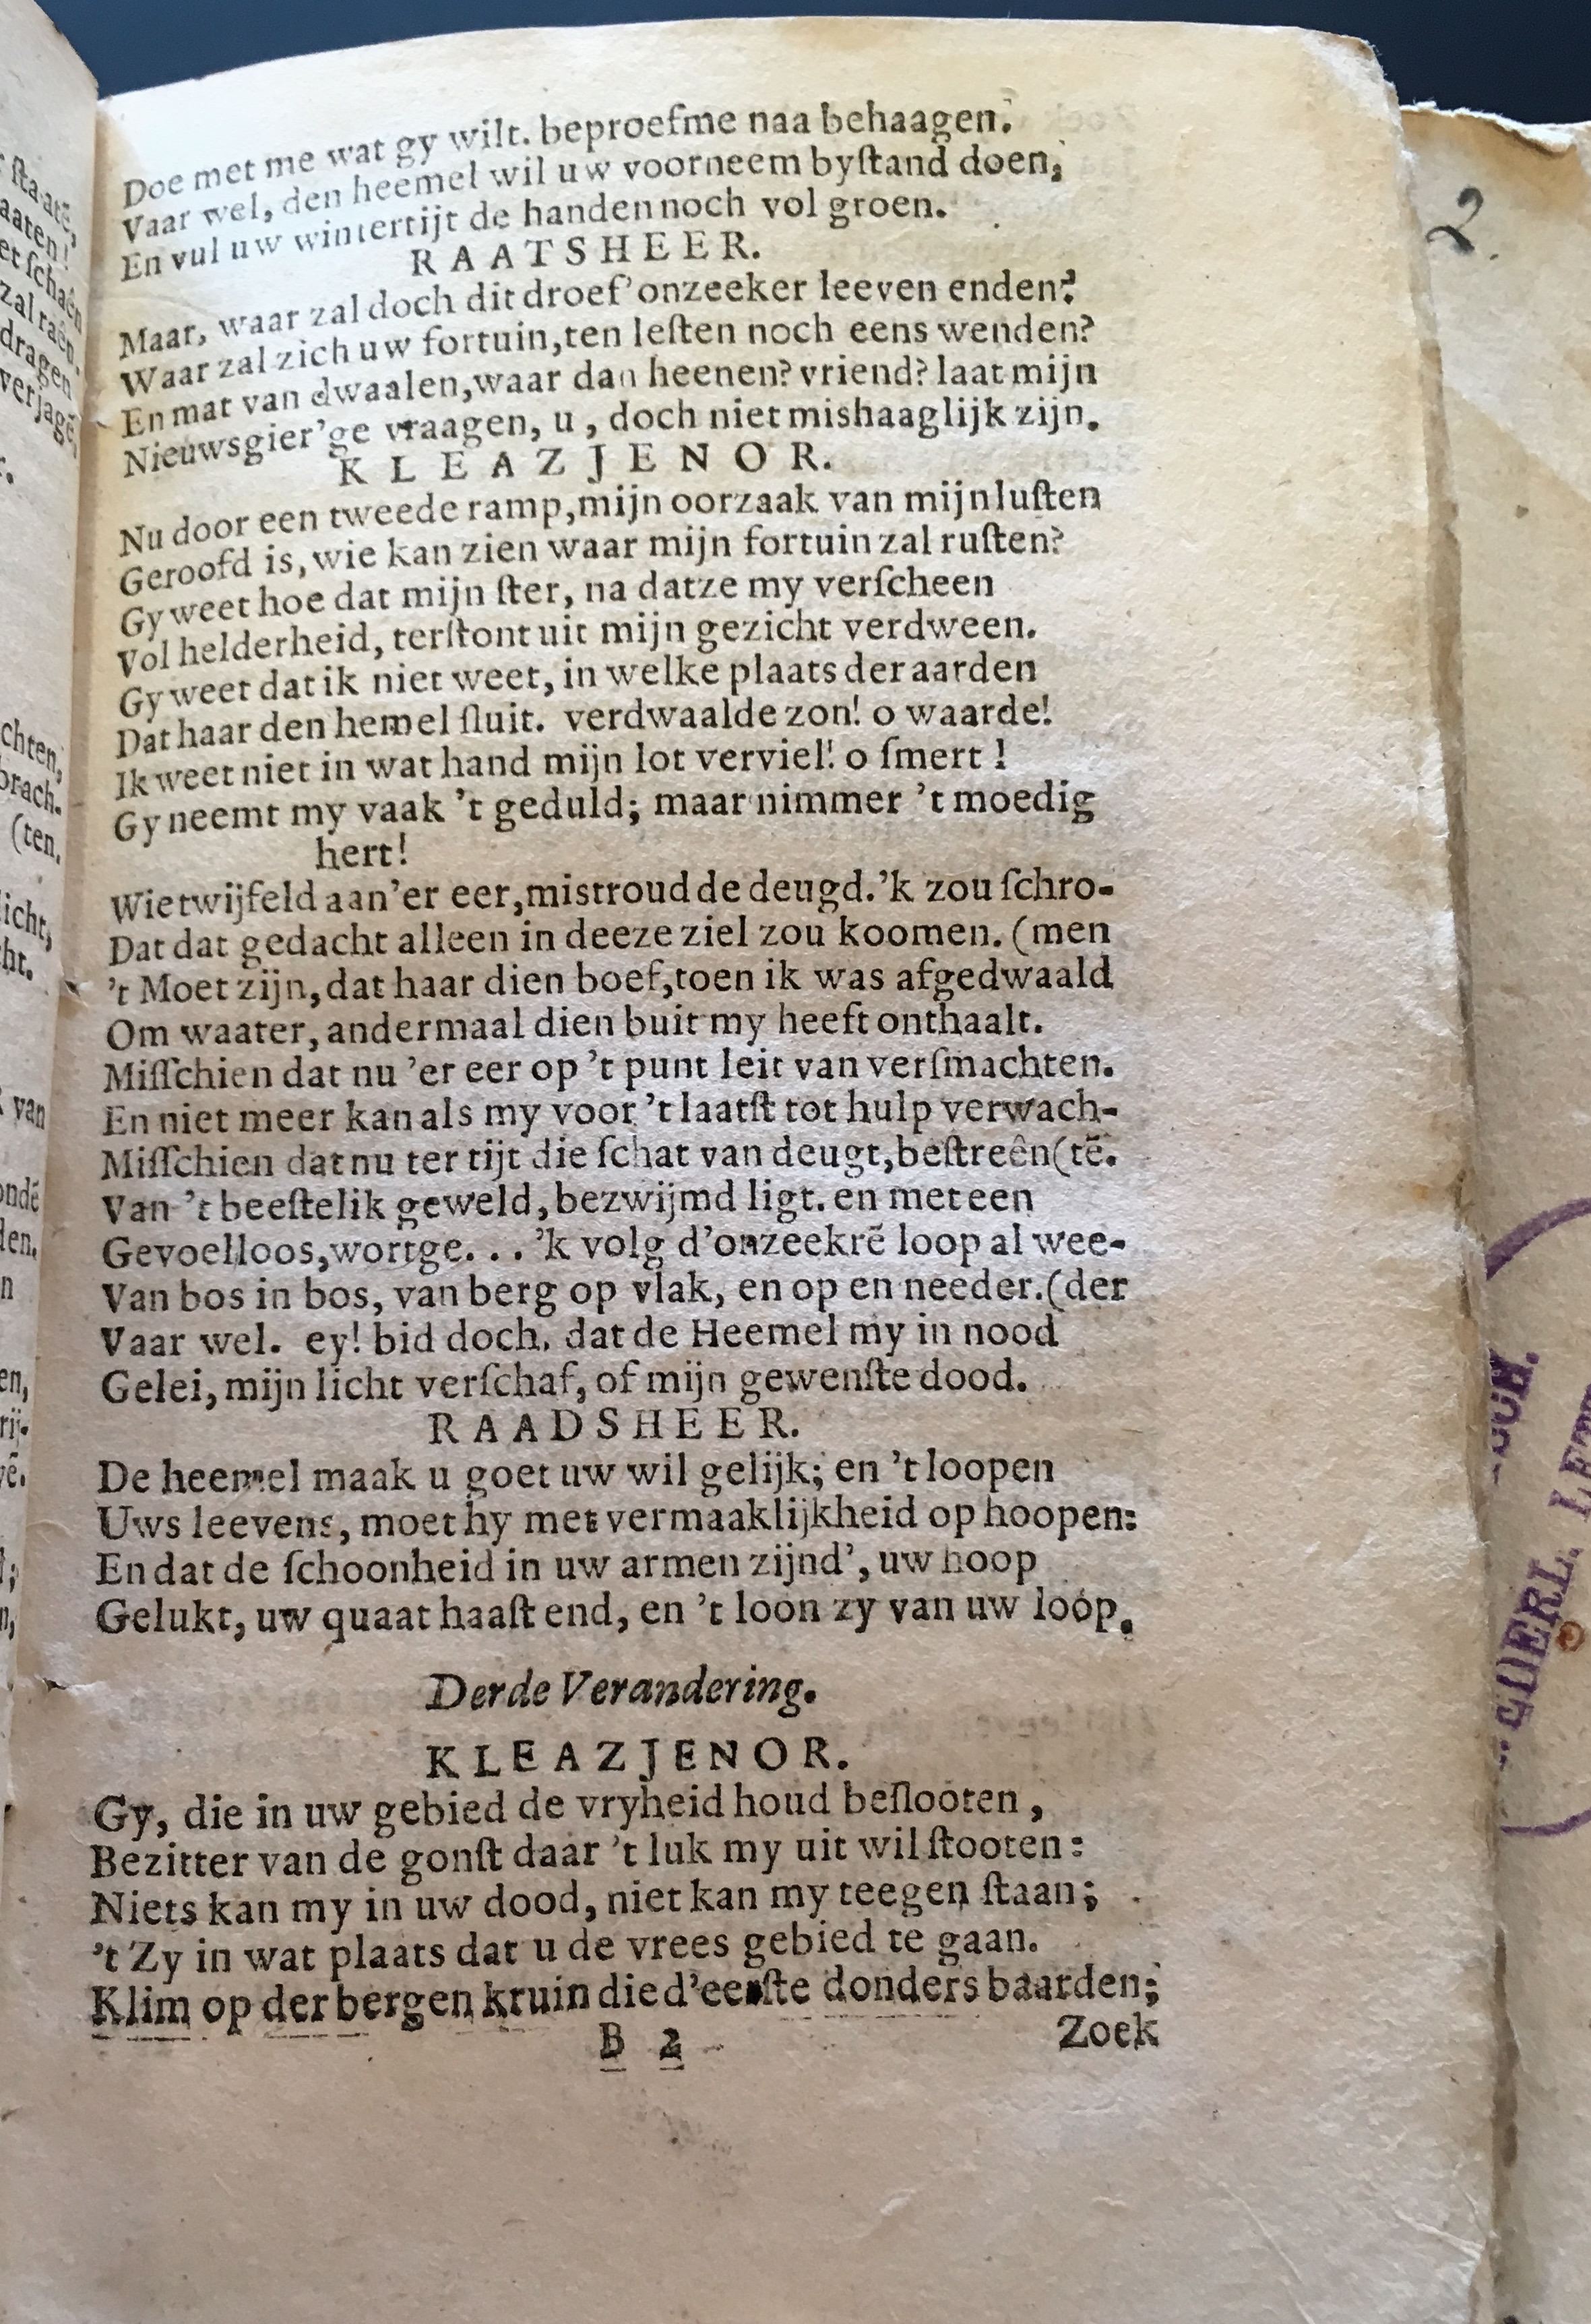 Doe met me wat gy wilt. beproefme naa behaagen.
Vaar wel, den heemel wil uw voorneem byſtand doen,
En vul uw wintertijt de handen noch vol groen.
RAATSHEER.
Maar, waar zal doch dit droef' onzeeker leeven enden?
Waar zal zich uw fortuin, ten leſten noch eens wenden?
En mat van dwaalen, waar dan heenen? vriend? laat mijn
Nieuwsgier'ge vraagen, u, doch niet mishaaglijk zijn.
KLEAZJENOR.
Nu door een tweede ramp, mijn oorzaak van mijn luſten
Geroofd is, wie kan zien waar mijn fortuin zal ruſten?
Gy weet hoe dat mijn ſter, na datze my verſcheen
Vol helderheid, terſtont uit mijn gezicht verdween.
Gy weet dat ik niet weet, in welke plaats der aarden
Dat haar den hemel ſluit. verdwaalde zon! o waarde!
Ik weet niet in wat hand mijn lot verviel! o ſmert!
Gy neemt my vaak 't geduld; maar nimmer 't moedig
hert!
Wie twijfeld aan 'er eer, mistroud de deugd. 'k zou ſchro-
Dat dat gedacht alleen in deeze ziel zou koomen. (men
't Moet zijn, dat haar dien boef, toen ik was afgedwaald
Om waater, andermaal dien buit my heeft onthaalt.
Miſſchien dat nu 'er eer op 't punt leit van verſmachten.
En niet meer kan als my voor 't laatſt tot hulp verwach-
Miſſchien dat nu ter tijt die ſchat van deugt, beſtreên (tē.
Van 't beeſtelik geweld, bezwijmd ligt. en met een
Gevoelloos, wortge... 'k volg d'onzeekrē loop al wee-
Van bos in bos, van berg op vlak, en op en needer. (der
Vaar wel. ey! bid doch, dat de Heemel my in nood
Gelei, mijn licht verſchaf, of mijn gewenſte dood.
RAADSHEER.
De heemel maak u goet uw wil gelijk; en 't loopen
Uws leevens, moet hy met vermaaklijkheid op hoopen:
En dat de ſchoonheid in uw armen zijnd', uw hoop
Gelukt, uw quaat haaſt end, en 't loon zy van uw loop.
Derde Verandering.
KLEAZJENOR.
Gy, die in uw gebied de vryheid houd beſlooten,
Bezitter van de gonſt daar 't luk my uit wil ſtooten:
Niets kan my in uw dood, niet kan my teegen ſtaan;
't Zy in wat plaats dat u de vrees gebied te gaan.
Klim op der bergen kruin die d'eerſte donders baarden;
B 2
Zoek
2.